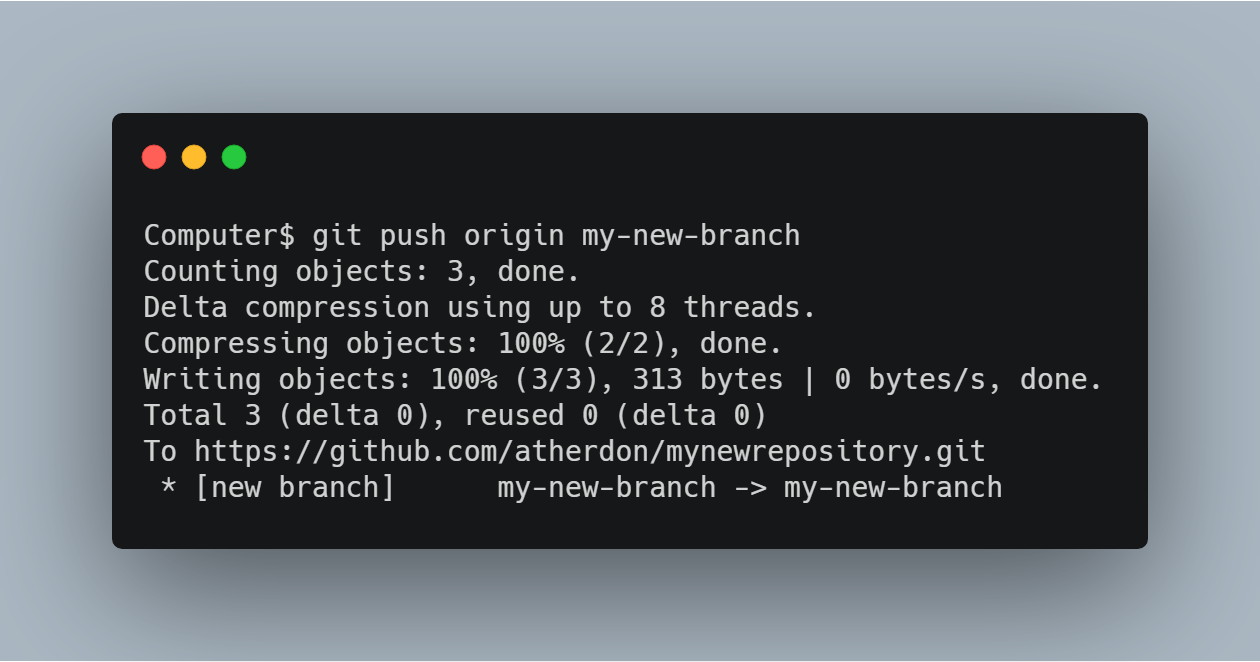 Computer$ git push origin my-new-branch
Counting objects: 3, done.
Delta compression using up to 8 threads.
Compressing objects: 100% (2/2), done.
Writing objects: 100% (3/3), 313 bytes | 0 bytes/s, done.
Total 3 (delta 0), reused 0 (delta 0)
To https://github.com/atherdon/mynewrepository.git
 * [new branch]      my-new-branch -> my-new-branch